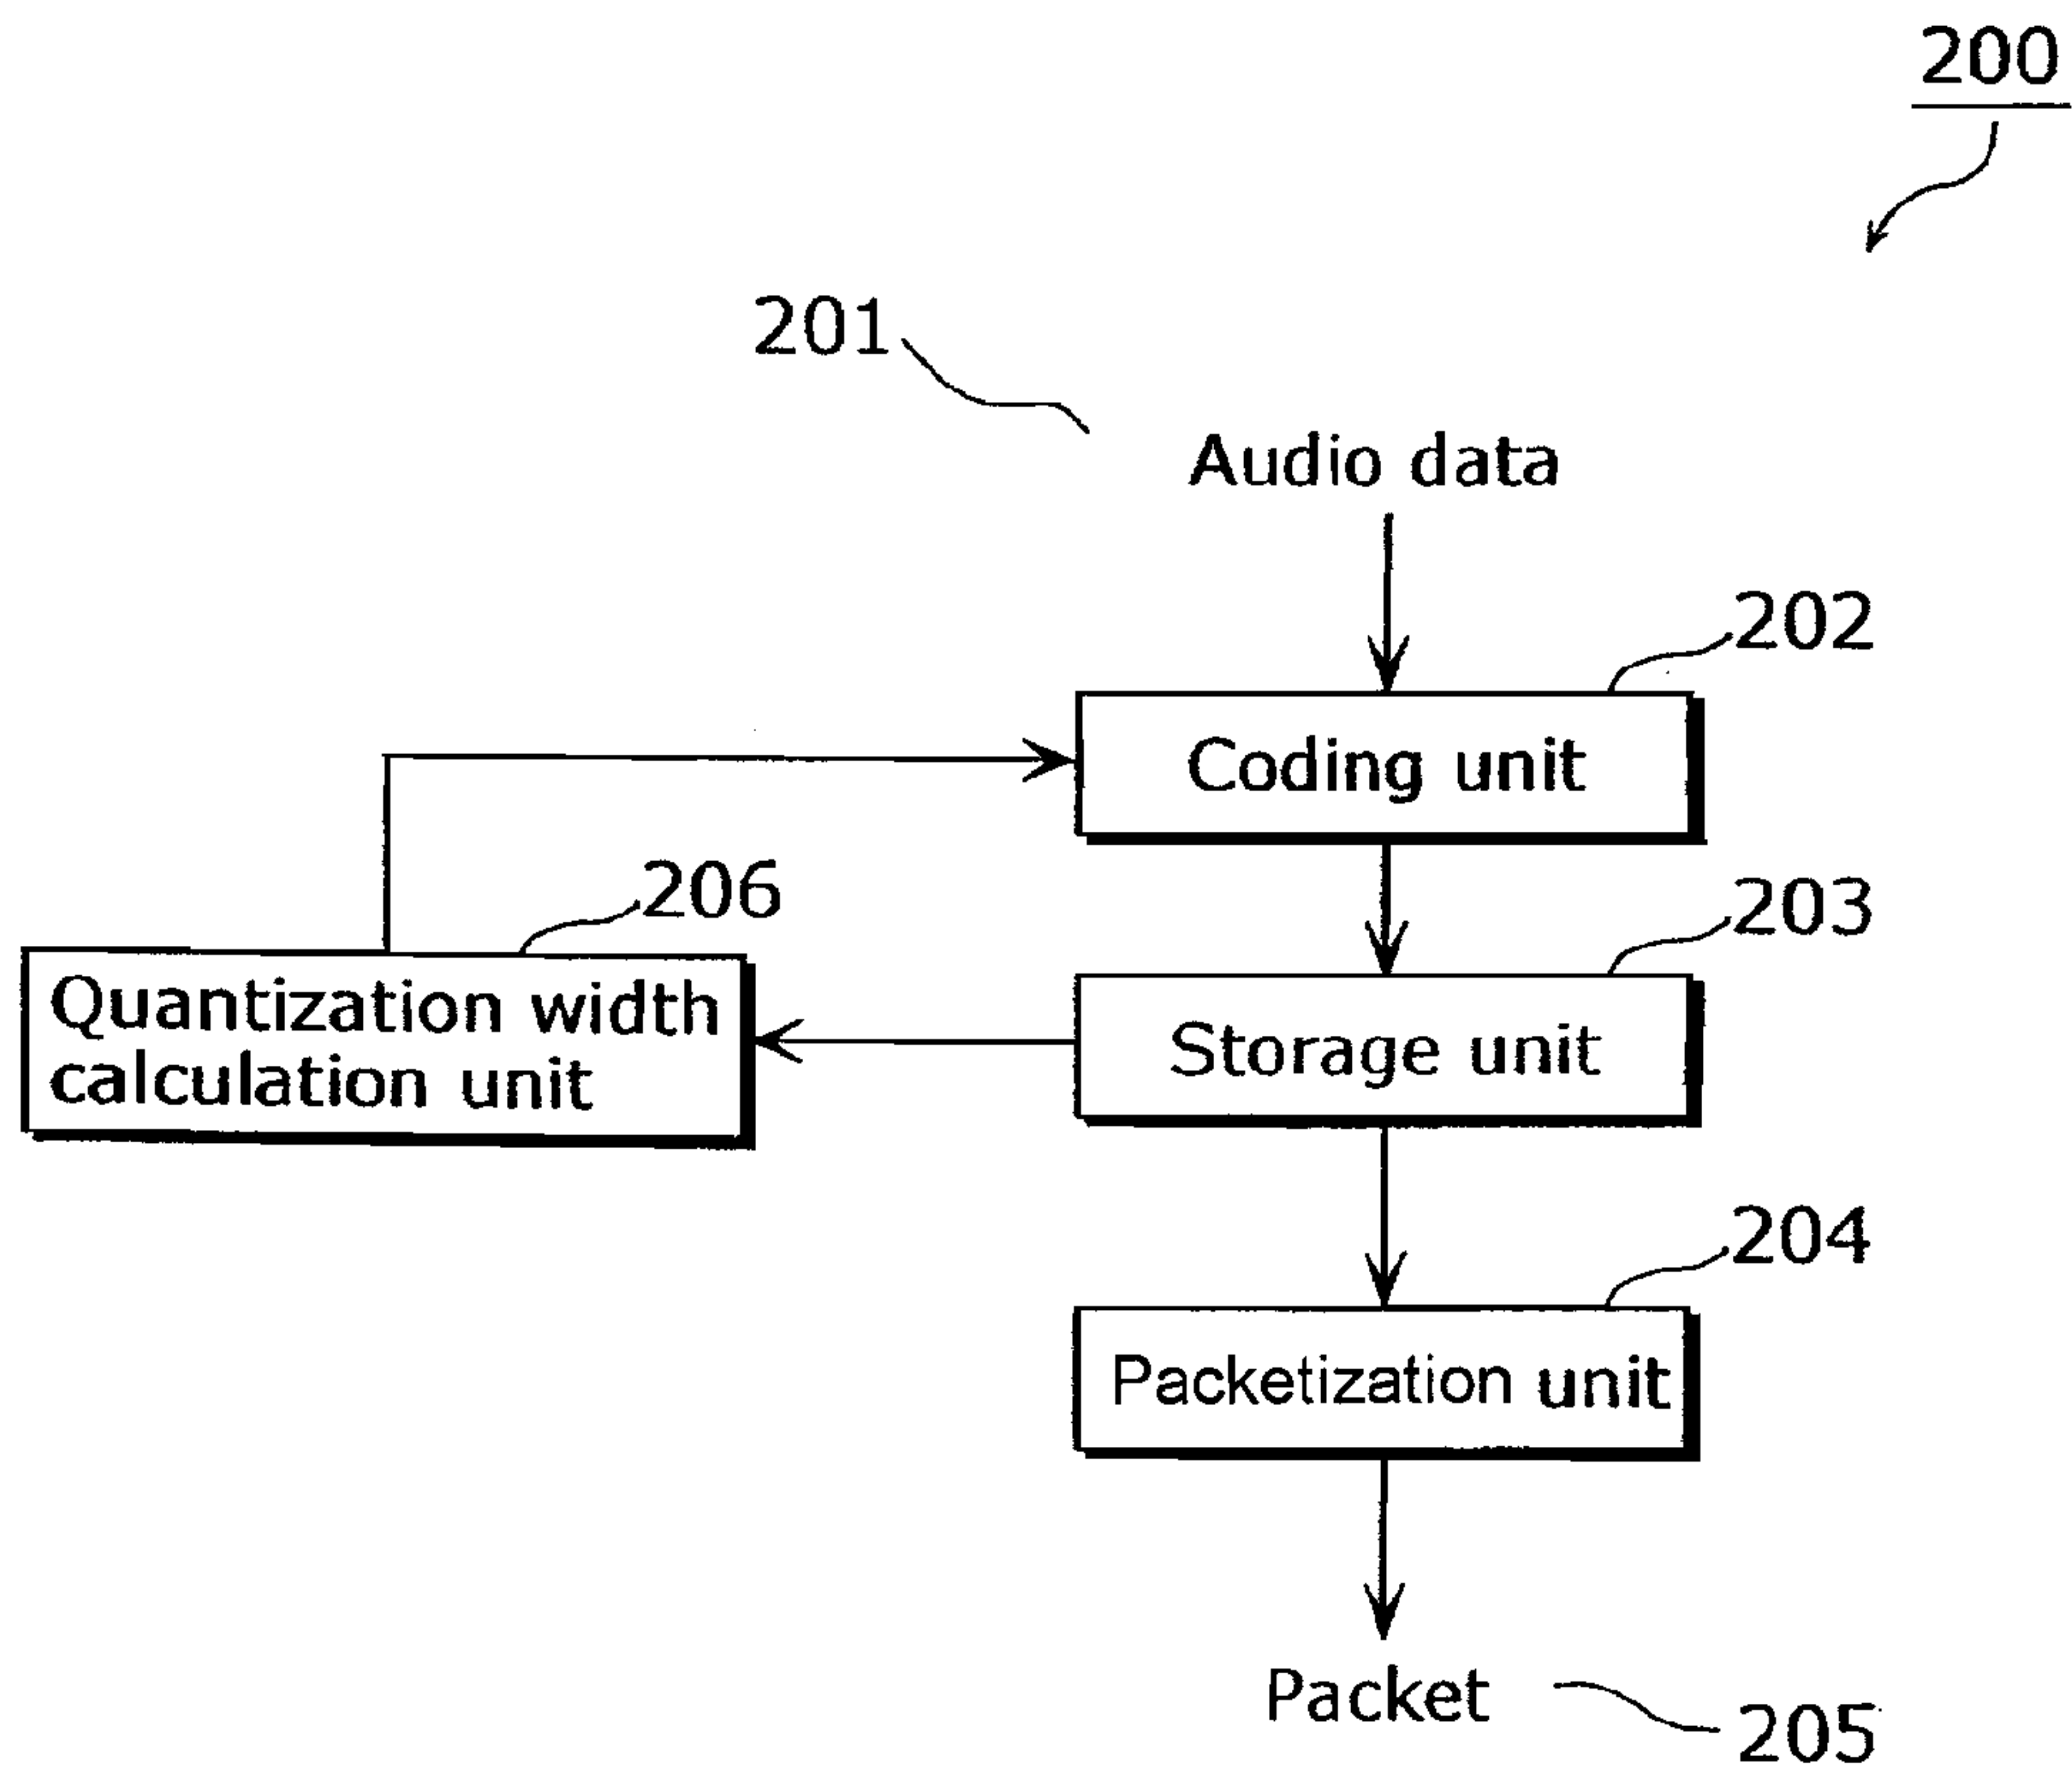 200
201
Audio data
202
Coding unit
206
203
Quantization width
calculation unit
Storage unit
204
Packetization unit
Packet
205